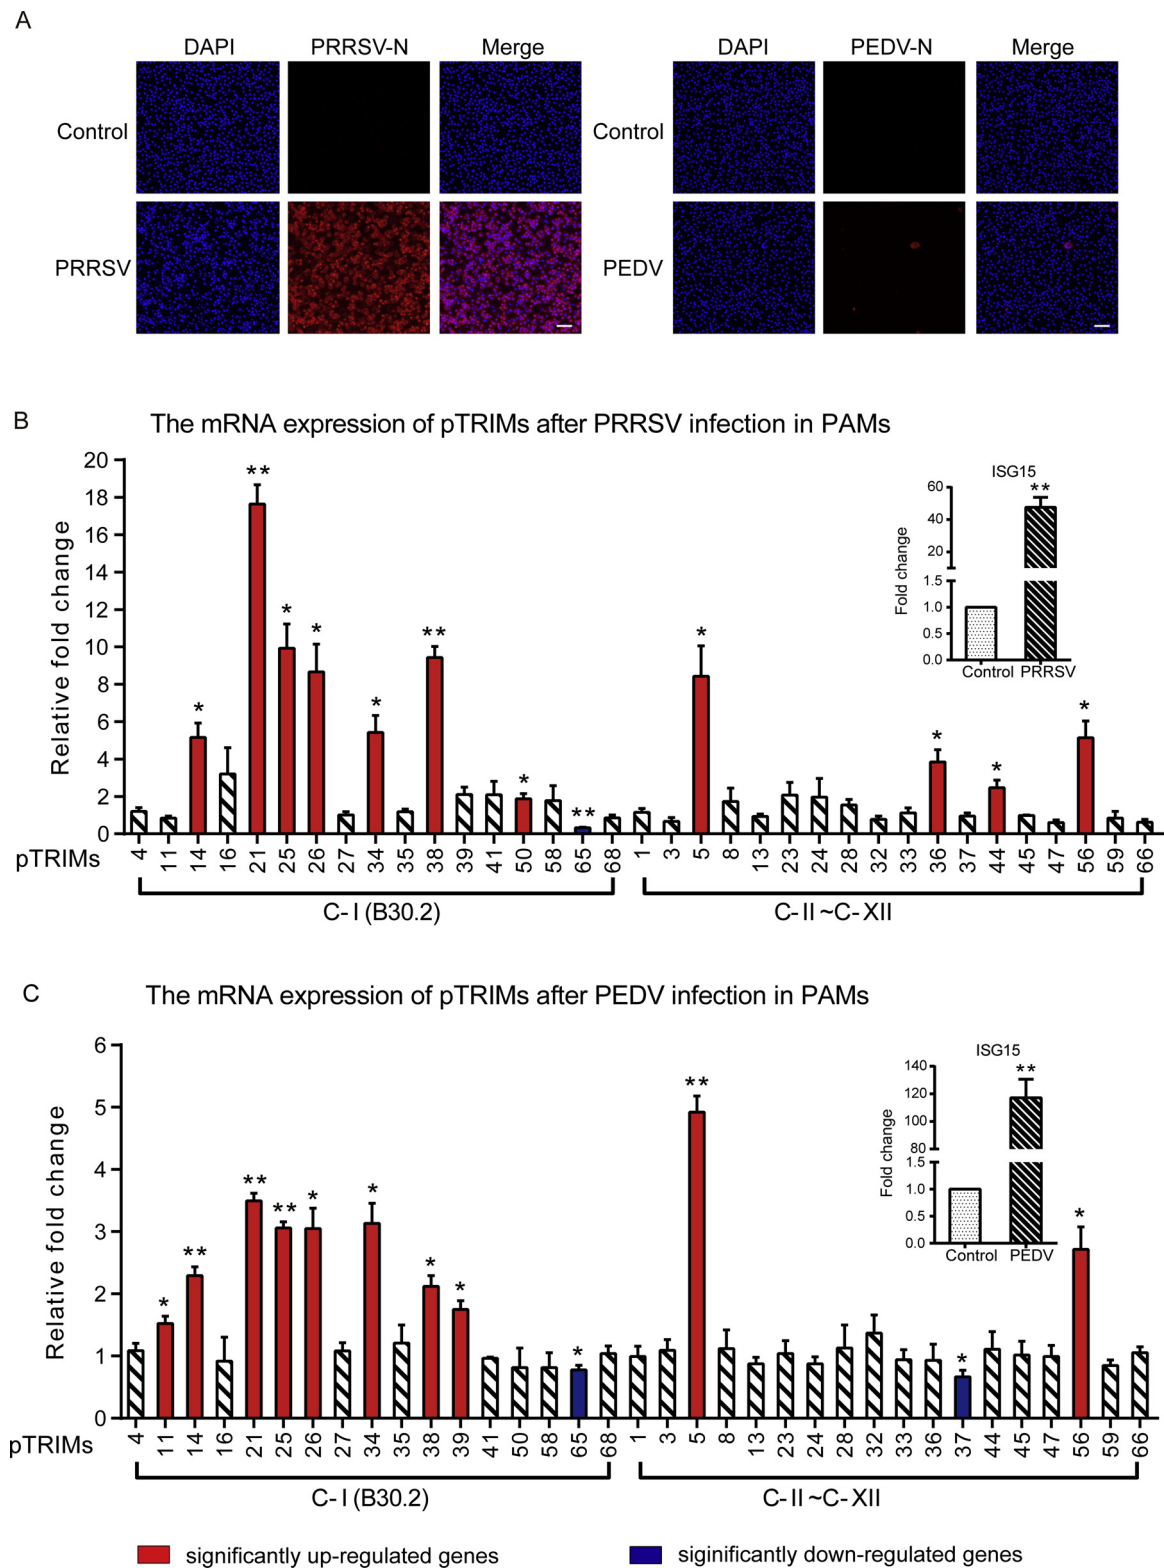 A
DAPI PRRSV-N Merge DAPI PEDV-N Merge
Control Control
PRRSV PEDV
B The mRNA expression of pTRIMs after PRRSV infection in PAMs
Relative fold change
20
18
16
14
12
10
8
6
4
2
0
* ** * * * ** * ** * * * *
ISG15
**
Fold change
60
40
20
1.5
1.0
0.5
0.0
Control PRRSV
pTRIMs 4 11 14 16 21 25 26 27 34 35 38 39 41 50 58 65 68 1 3 5 8 13 23 24 28 32 33 36 37 44 45 47 56 59 66
C-I (B30.2) C-II~C-XII
C The mRNA expression of pTRIMs after PEDV infection in PAMs
Relative fold change
6
5
4
3
2
1
0
* ** ** ** * * * * * ** * *
ISG15
**
Fold change
140
120
100
80
1.5
1.0
0.5
0.0
Control PEDV
pTRIMs 4 11 14 16 21 25 26 27 34 35 38 39 41 50 58 65 68 1 3 5 8 13 23 24 28 32 33 36 37 44 45 47 56 59 66
C-I (B30.2) C-II~C-XII
significantly up-regulated genes siginificantly down-regulated genes